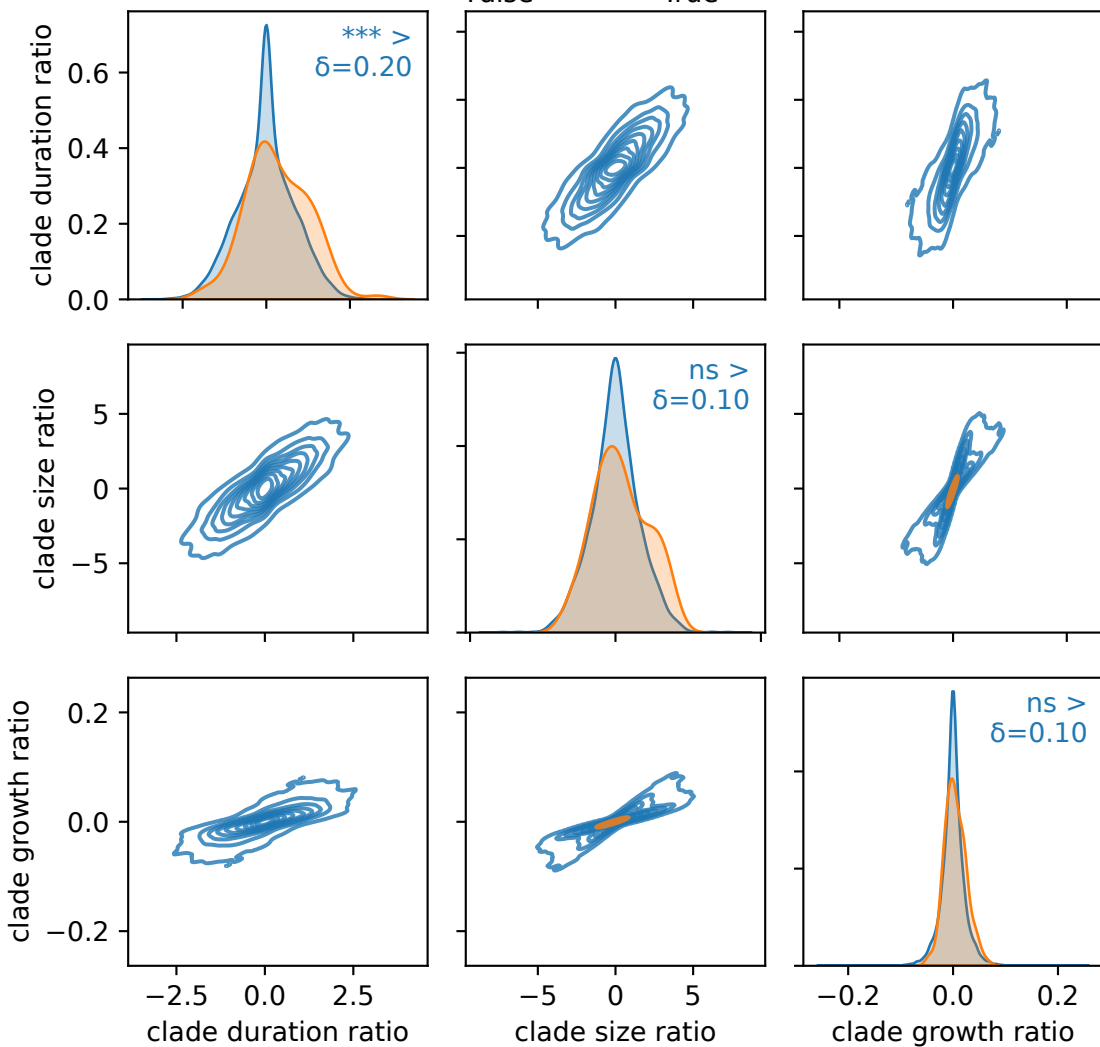 True
clade duration ratio
0.6
0.4
0.2
0.0
*** >
δ=0.20
clade size ratio
5
0
−5
ns >
δ=0.10
clade growth ratio
0.2
0.0
−0.2
ns >
δ=0.10
−2.5 0.0 2.5
−5 0 5
−0.2 0.0 0.2
clade duration ratio
clade size ratio
clade growth ratio